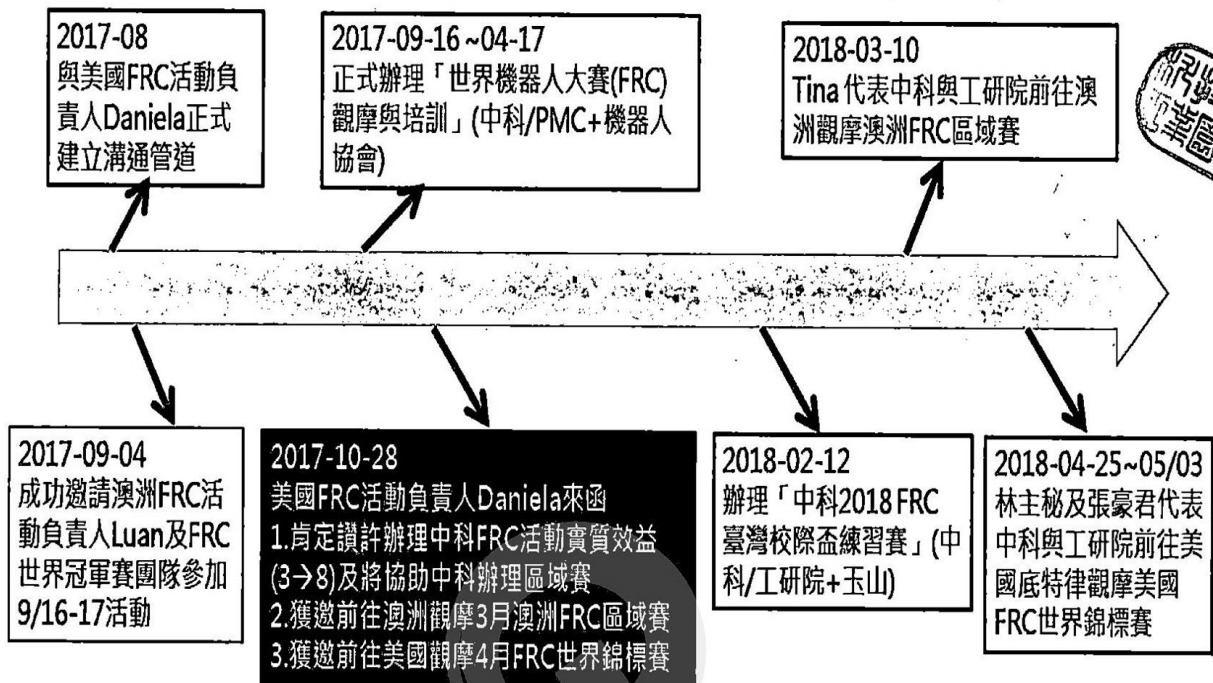 2017-08
與美國FRC活動負
責人Daniela正式
建立溝通管道
2017-09-16 ~04-17
正式辦理「世界機器人大賽(FRC)
觀摩與培訓」(中科/PMC+機器人
協會)
2018-03-10
Tina 代表中科與工研院前往澳
洲觀摩澳洲FRC區域賽
2017-09-04
成功邀請澳洲FRC活
動負責人Luan及FRC
世界冠軍賽團隊參加
9/16-17活動
2017-10-28
美國FRC活動負責人Daniela來函
1.肯定讚許辦理中科FRC活動實質效益
(3→8)及將協助中科辦理區域賽
2.獲邀前往澳洲觀摩3月澳洲FRC區域賽
3.獲邀前往美國觀摩4月FRC世界錦標賽
2018-02-12
辦理「中科2018 FRC
臺灣校際盃練習賽」(中
科/工研院+玉山)
2018-04-25~05/03
林主秘及張豪君代表
中科與工研院前往美
國底特律觀摩美國
FRC世界錦標賽